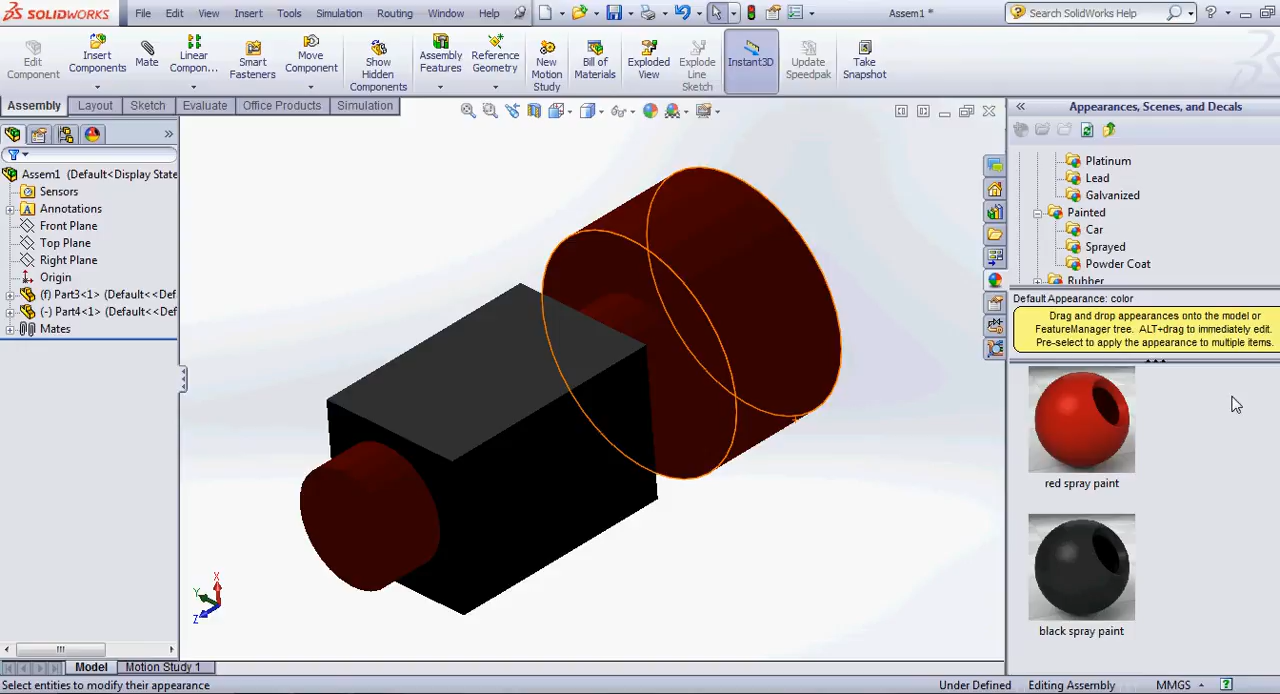 SOLIDWORKS File Edit View Insert Tools Simulation Routing Window Help Assem1 * Search SolidWorks Help
Edit Component
Insert Components
Mate
Linear Compon...
Smart Fasteners
Move Component
Show Hidden Components
Assembly Features
Reference Geometry
New Motion Study
Bill of Materials
Exploded View
Explode Line Sketch
Instant3D
Update Speedpak
Take Snapshot
Assembly Layout Sketch Evaluate Office Products Simulation
Appearances, Scenes, and Decals
Assem1 (Default<Display State
Sensors
Annotations
Front Plane
Top Plane
Right Plane
Origin
(f) Part3<1> (Default<<Def
(-) Part4<1> (Default<<Def
Mates
Platinum
Lead
Galvanized
Painted
Car
Sprayed
Powder Coat
Rubber
Default Appearance: color
Drag and drop appearances onto the model or
FeatureManager tree. ALT+drag to immediately edit.
Pre-select to apply the appearance to multiple items.
red spray paint
black spray paint
X
Y
Z
Model Motion Study 1
Select entities to modify their appearance Under Defined Editing Assembly MMGS